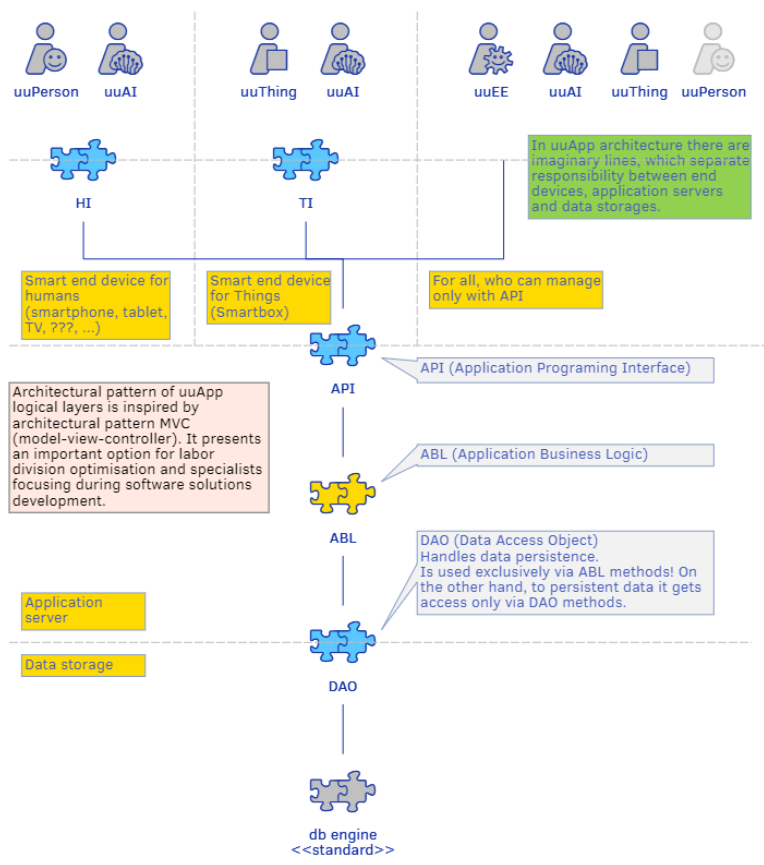 uuPerson
uuAI
uuThing
uuAI
uuEE
uuAI
uuThing
uuPerson
In uuApp architecture there are
imaginary lines, which separate
responsibility between end
devices, application servers
and data storages.
HI
TI
Smart end device for
humans
(smartphone, tablet,
TV, ???, ...)
Smart end device
for Things
(Smartbox)
For all, who can manage
only with API
API
API (Application Programing Interface)
Architectural pattern of uuApp
logical layers is inspired by
architectural pattern MVC
(model-view-controller). It presents
an important option for labor
division optimisation and specialists
focusing during software solutions
development.
ABL (Application Business Logic)
ABL
DAO (Data Access Object)
Handles data persistence.
Is used exclusively via ABL methods! On
the other hand, to persistent data it gets
access only via DAO methods.
Application
server
Data storage
DAO
db engine
<<standard>>